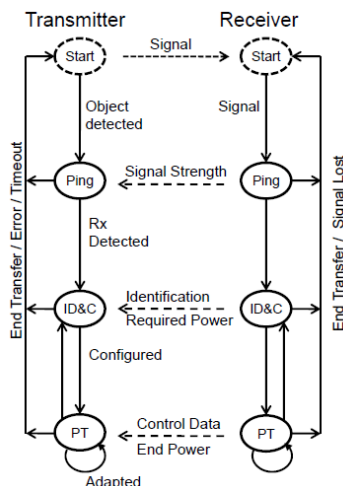 Transmitter Receiver
Start Signal Start
Object
detected
Signal
Ping Signal Strength Ping
Rx
Detected
ID&C Identification ID&C
Required Power
Configured
PT Control Data PT
End Power
Adapted
End Transfer / Error / Timeout
End Transfer / Signal Lost